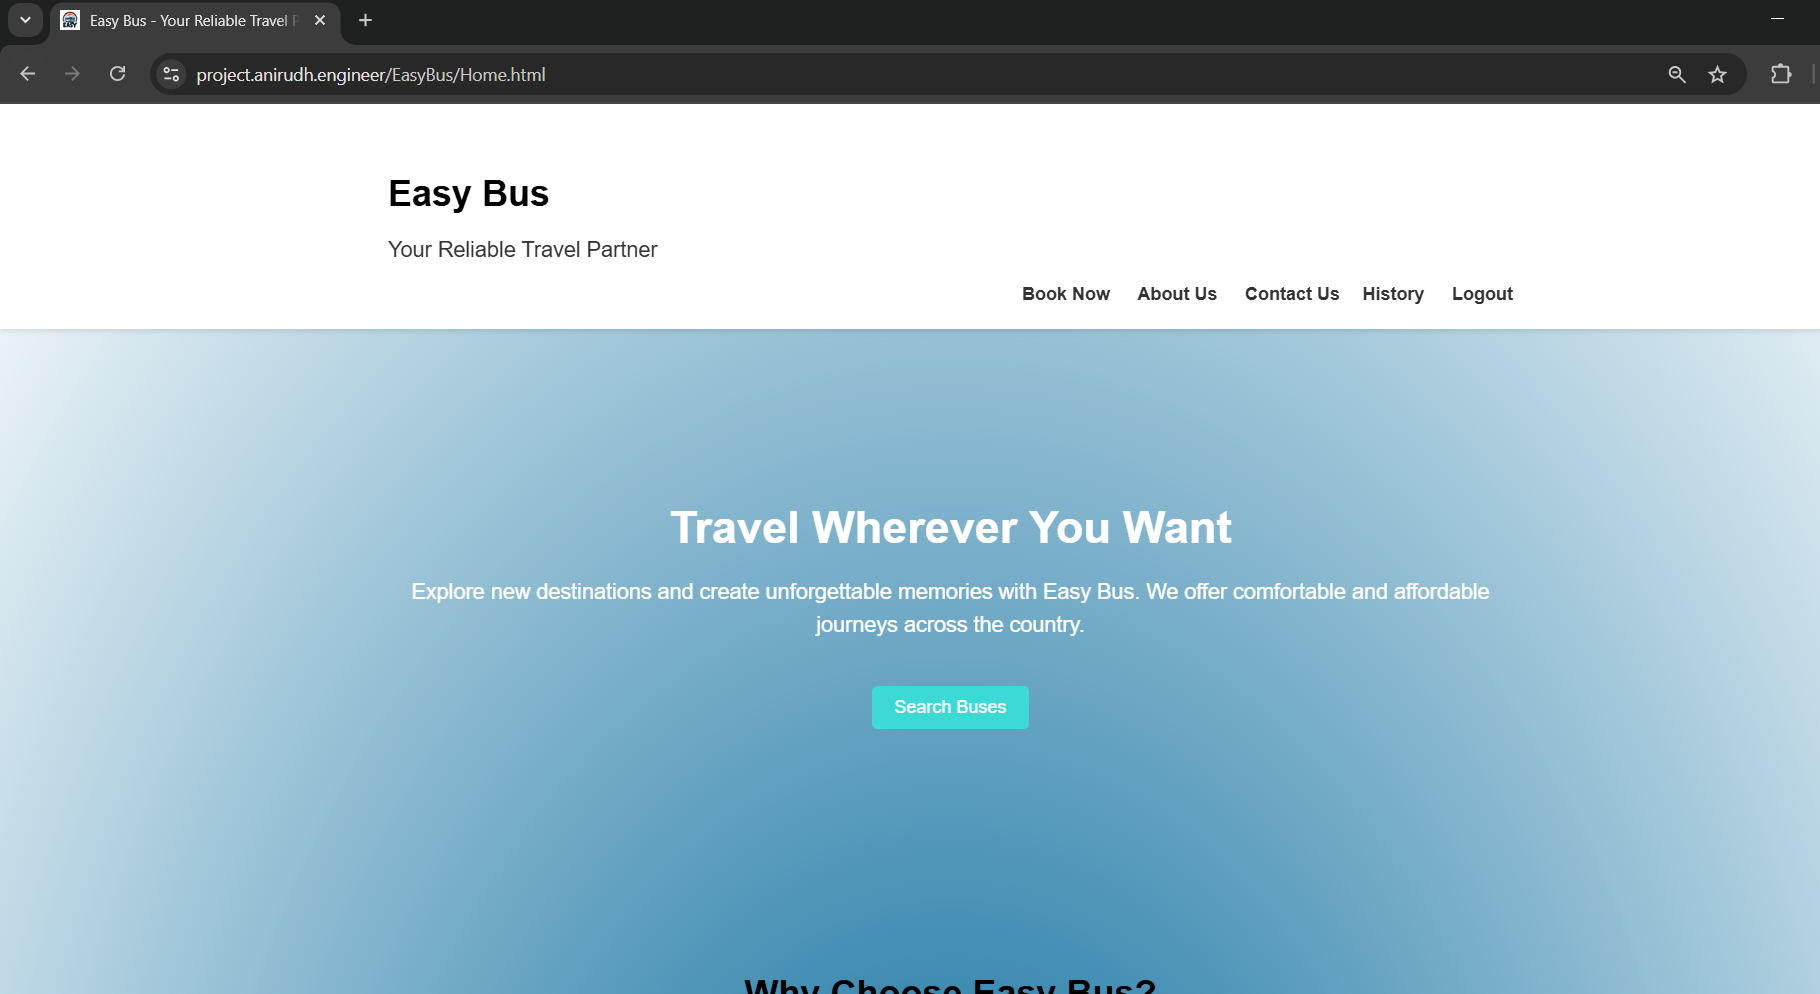 Easy Bus - Your Reliable Travel P
project.anirudh.engineer/EasyBus/Home.html
Easy Bus
Your Reliable Travel Partner
Book Now About Us Contact Us History Logout
Travel Wherever You Want
Explore new destinations and create unforgettable memories with Easy Bus. We offer comfortable and affordable
journeys across the country.
Search Buses
Why Choose Easy Bus?